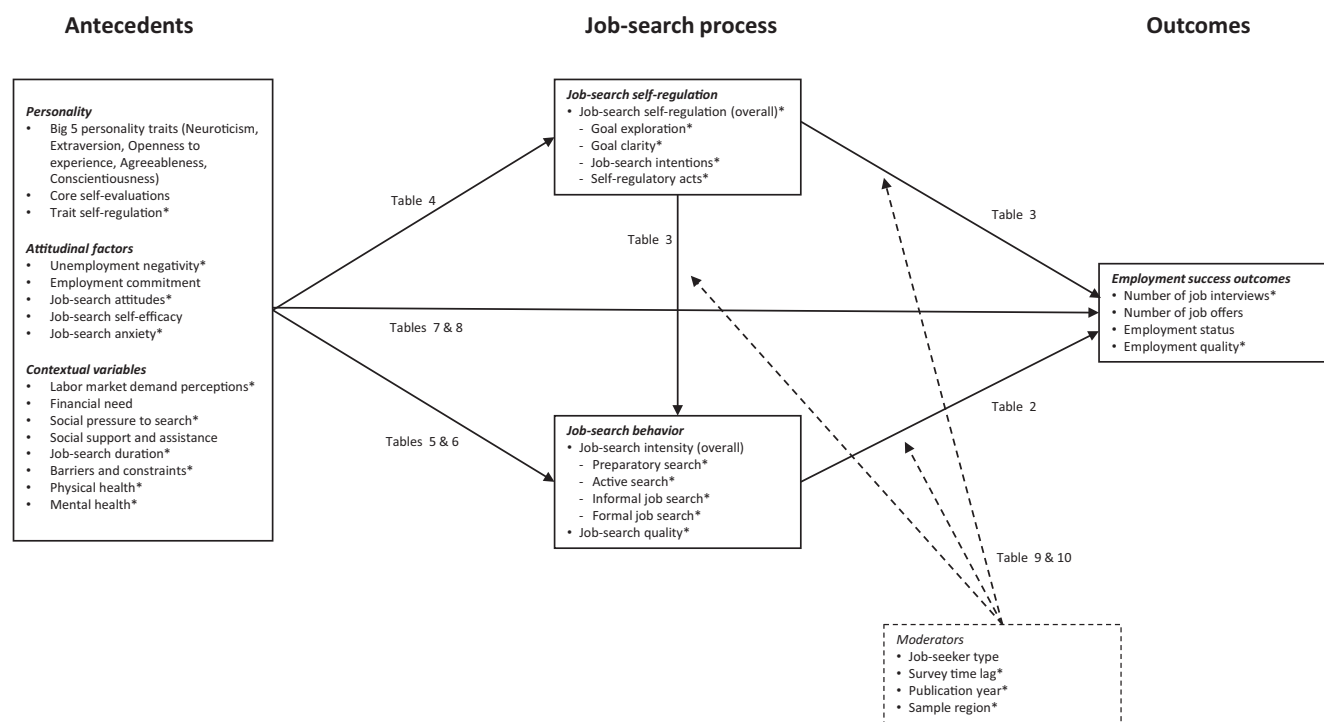 Antecedents
Job-search process
Outcomes
Personality
• Big 5 personality traits (Neuroticism,
Extraversion, Openness to
experience, Agreeableness,
Conscientiousness)
• Core self-evaluations
• Trait self-regulation*
Attitudinal factors
• Unemployment negativity*
• Employment commitment
• Job-search attitudes*
• Job-search self-efficacy
• Job-search anxiety*
Contextual variables
• Labor market demand perceptions*
• Financial need
• Social pressure to search*
• Social support and assistance
• Job-search duration*
• Barriers and constraints*
• Physical health*
• Mental health*
Table 4
Tables 7 & 8
Tables 5 & 6
Job-search self-regulation
• Job-search self-regulation (overall)*
- Goal exploration*
- Goal clarity*
- Job-search intentions*
- Self-regulatory acts*
Table 3
Job-search behavior
• Job-search intensity (overall)
- Preparatory search*
- Active search*
- Informal job search*
- Formal job search*
• Job-search quality*
Table 3
Table 2
Employment success outcomes
• Number of job interviews*
• Number of job offers
• Employment status
• Employment quality*
Table 9 & 10
Moderators
• Job-seeker type
• Survey time lag*
• Publication year*
• Sample region*